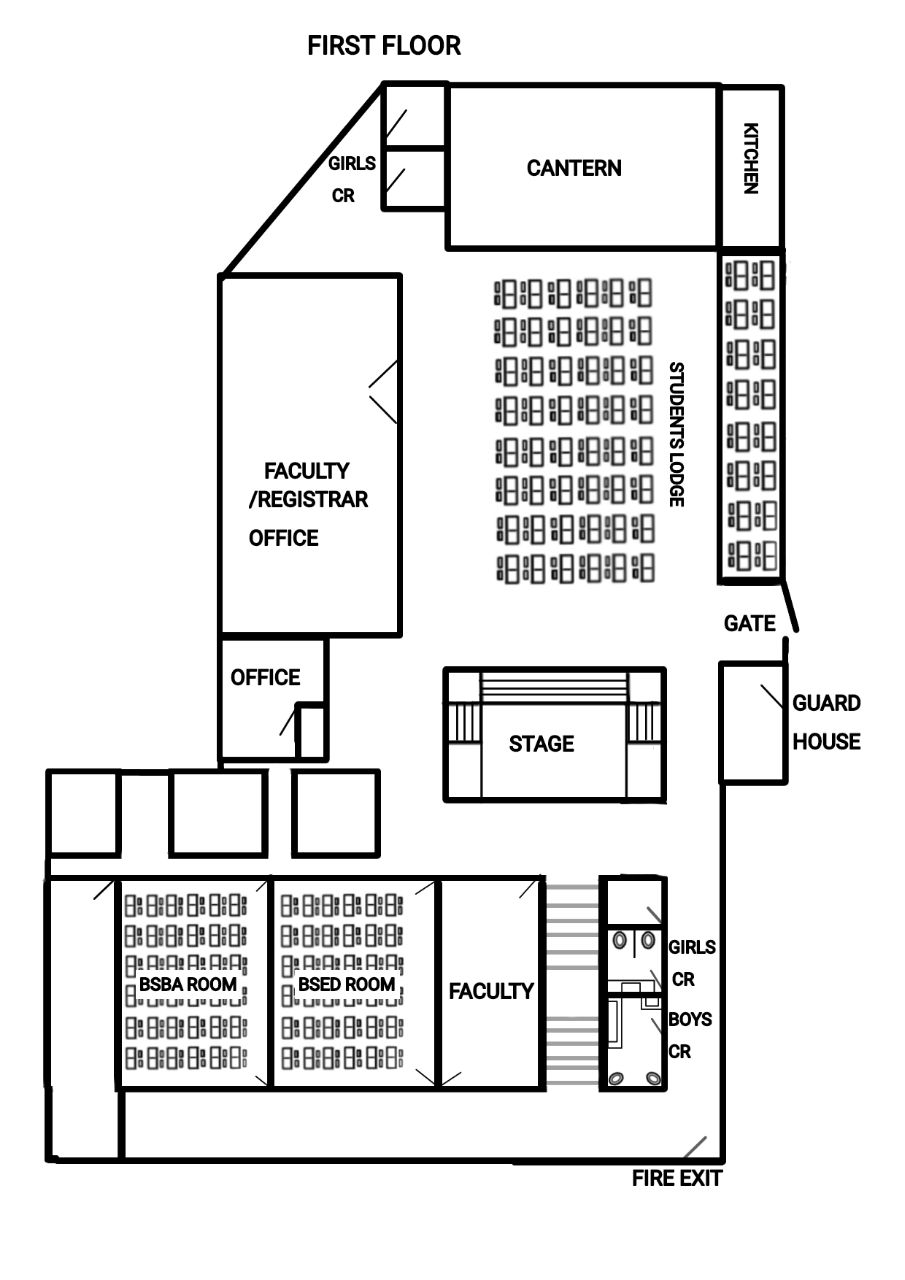 FIRST FLOOR
GIRLS
CR
CANTERN
KITCHEN
STUDENTS LODGE
FACULTY
/REGISTRAR
OFFICE
GATE
OFFICE
GUARD
HOUSE
STAGE
BSBA ROOM
BSED ROOM
FACULTY
GIRLS
CR
BOYS
CR
FIRE EXIT